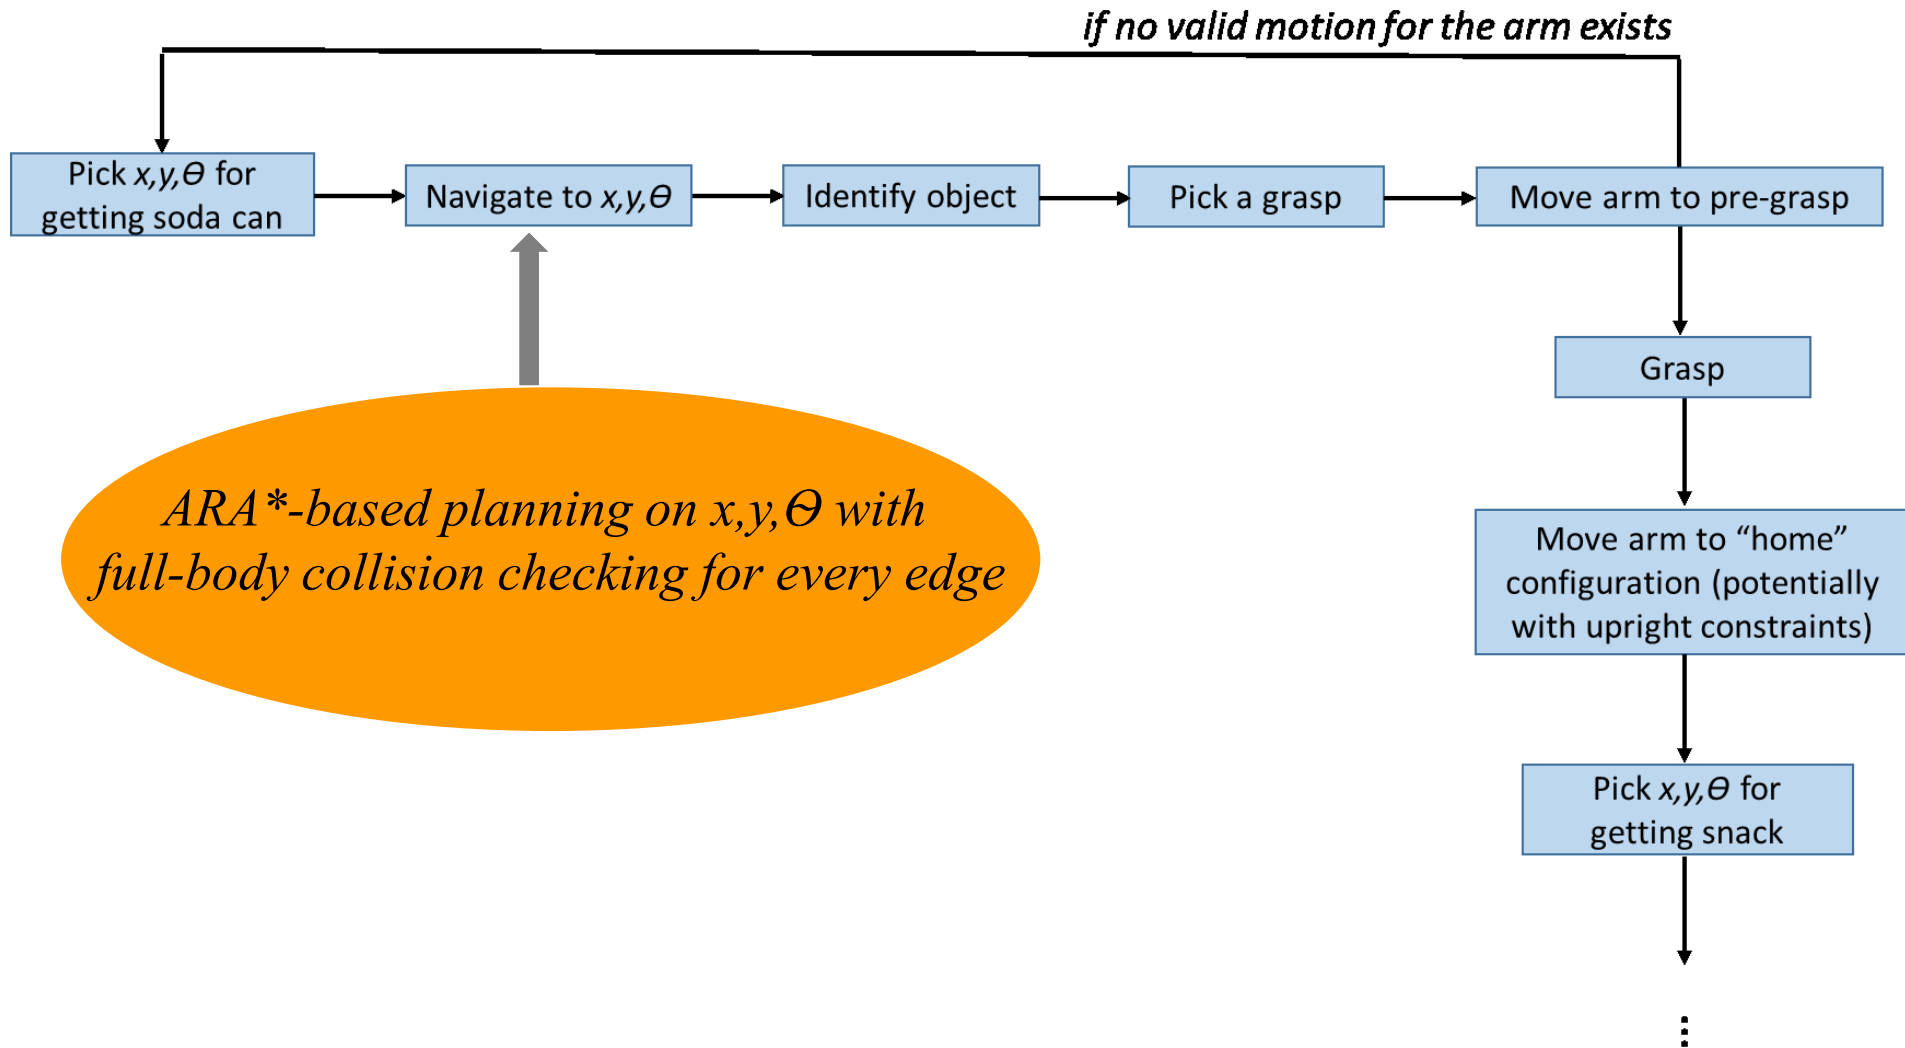 if no valid motion for the arm exists
Pick x,y,Θ for
getting soda can
Navigate to x,y,Θ
Identify object
Pick a grasp
Move arm to pre-grasp
Grasp
ARA*-based planning on x,y,Θ with
full-body collision checking for every edge
Move arm to “home”
configuration (potentially
with upright constraints)
Pick x,y,Θ for
getting snack
⋮